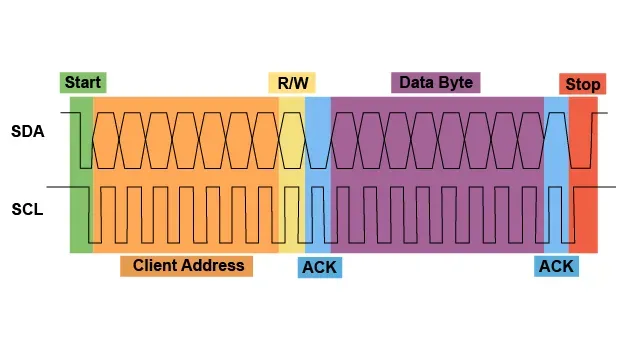 Start
R/W
Data Byte
Stop
SDA
SCL
Client Address
ACK
ACK